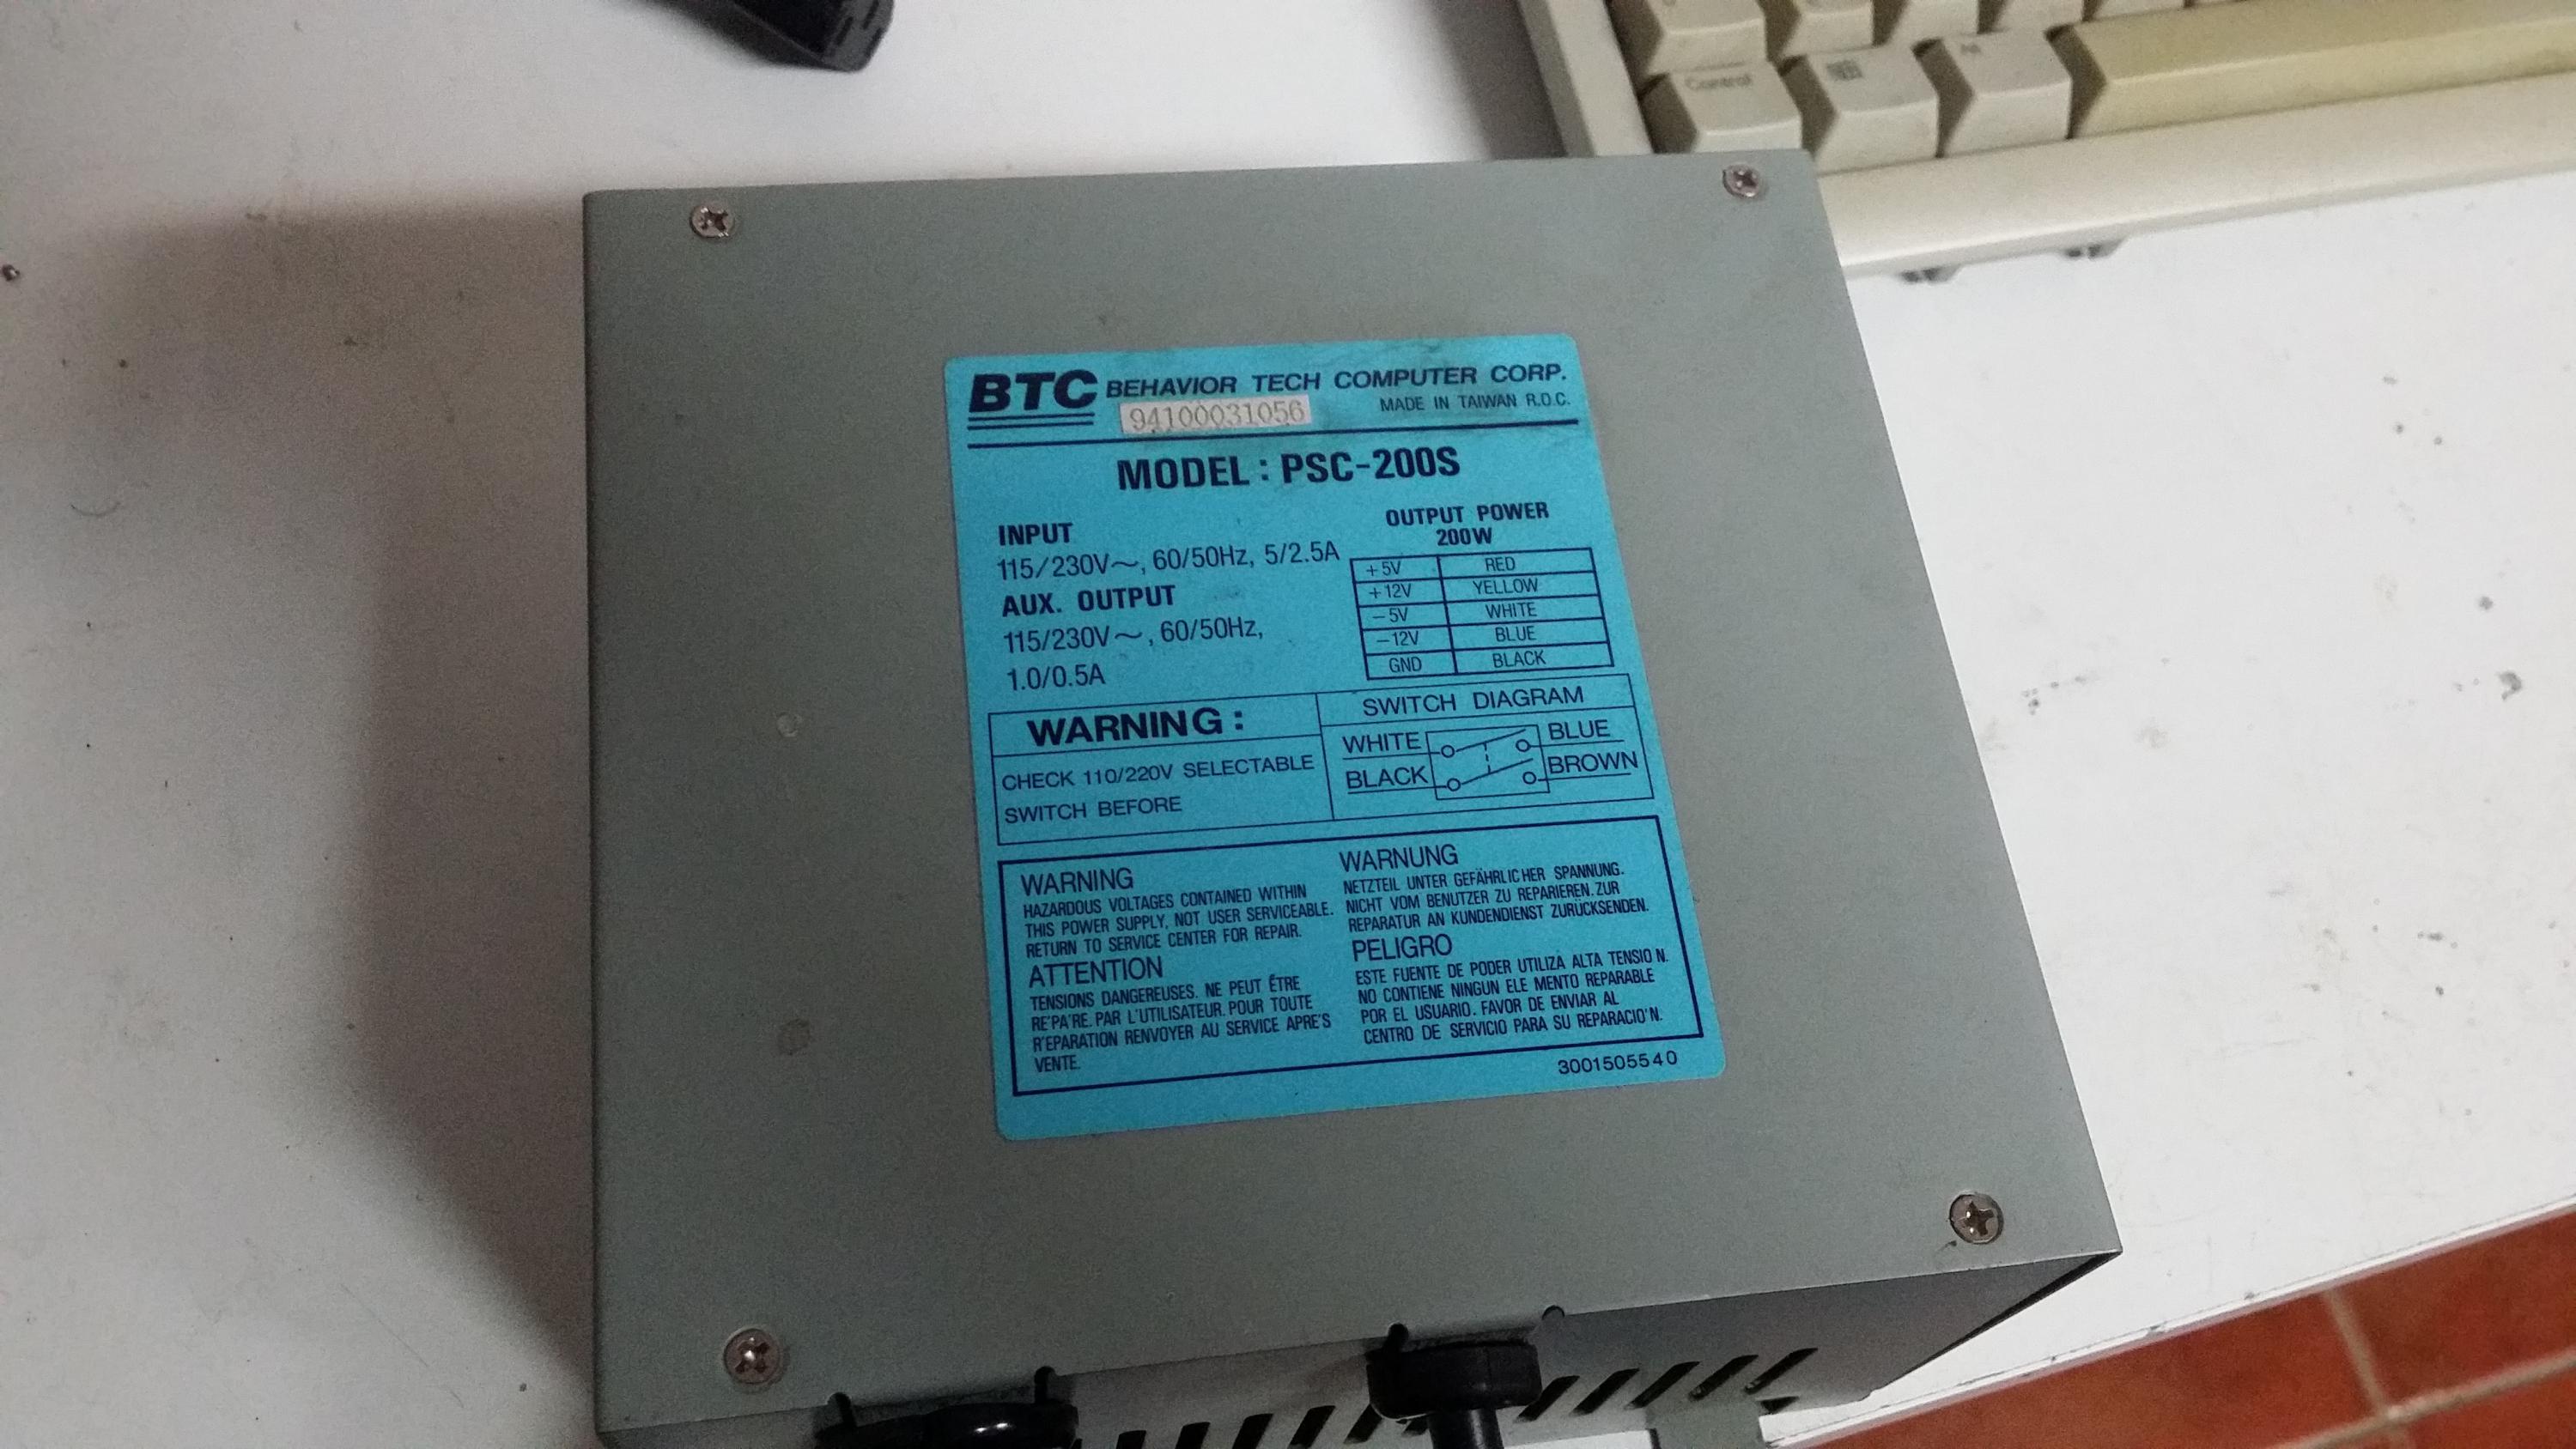 Control
BTC BEHAVIOR TECH COMPUTER CORP.
94100031056
MADE IN TAIWAN R.O.C.
MODEL : PSC-200S
INPUT
115/230V～, 60/50Hz, 5/2.5A
AUX. OUTPUT
115/230V～, 60/50Hz,
1.0/0.5A
OUTPUT POWER
200W
+5V RED
+12V YELLOW
-5V WHITE
-12V BLUE
GND BLACK
WARNING :
CHECK 110/220V SELECTABLE
SWITCH BEFORE
SWITCH DIAGRAM
WHITE BLUE
BLACK BROWN
WARNING
HAZARDOUS VOLTAGES CONTAINED WITHIN
THIS POWER SUPPLY, NOT USER SERVICEABLE.
RETURN TO SERVICE CENTER FOR REPAIR.
ATTENTION
TENSIONS DANGEREUSES. NE PEUT ÊTRE
RE'PA'RE. PAR L'UTILISATEUR. POUR TOUTE
R'EPARATION RENVOYER AU SERVICE APRE'S
VENTE.
WARNUNG
NETZTEIL UNTER GEFÄHRLICHER SPANNUNG.
NICHT VOM BENUTZER ZU REPARIEREN. ZUR
REPARATUR AN KUNDENDIENST ZURÜCKSENDEN.
PELIGRO
ESTE FUENTE DE PODER UTILIZA ALTA TENSIO N.
NO CONTIENE NINGUN ELE MENTO REPARABLE
POR EL USUARIO. FAVOR DE ENVIAR AL
CENTRO DE SERVICIO PARA SU REPARACIO'N.
3001505540